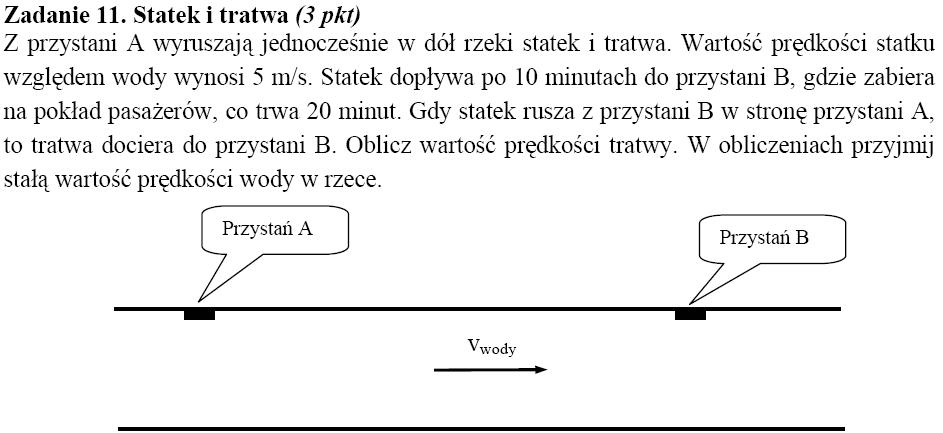 Zadanie 11. Statek i tratwa (3 pkt)
Z przystani A wyruszają jednocześnie w dół rzeki statek i tratwa. Wartość prędkości statku
względem wody wynosi 5 m/s. Statek dopływa po 10 minutach do przystani B, gdzie zabiera
na pokład pasażerów, co trwa 20 minut. Gdy statek rusza z przystani B w stronę przystani A,
to tratwa dociera do przystani B. Oblicz wartość prędkości tratwy. W obliczeniach przyjmij
stałą wartość prędkości wody w rzece.
Przystań A
Przystań B
Vwody